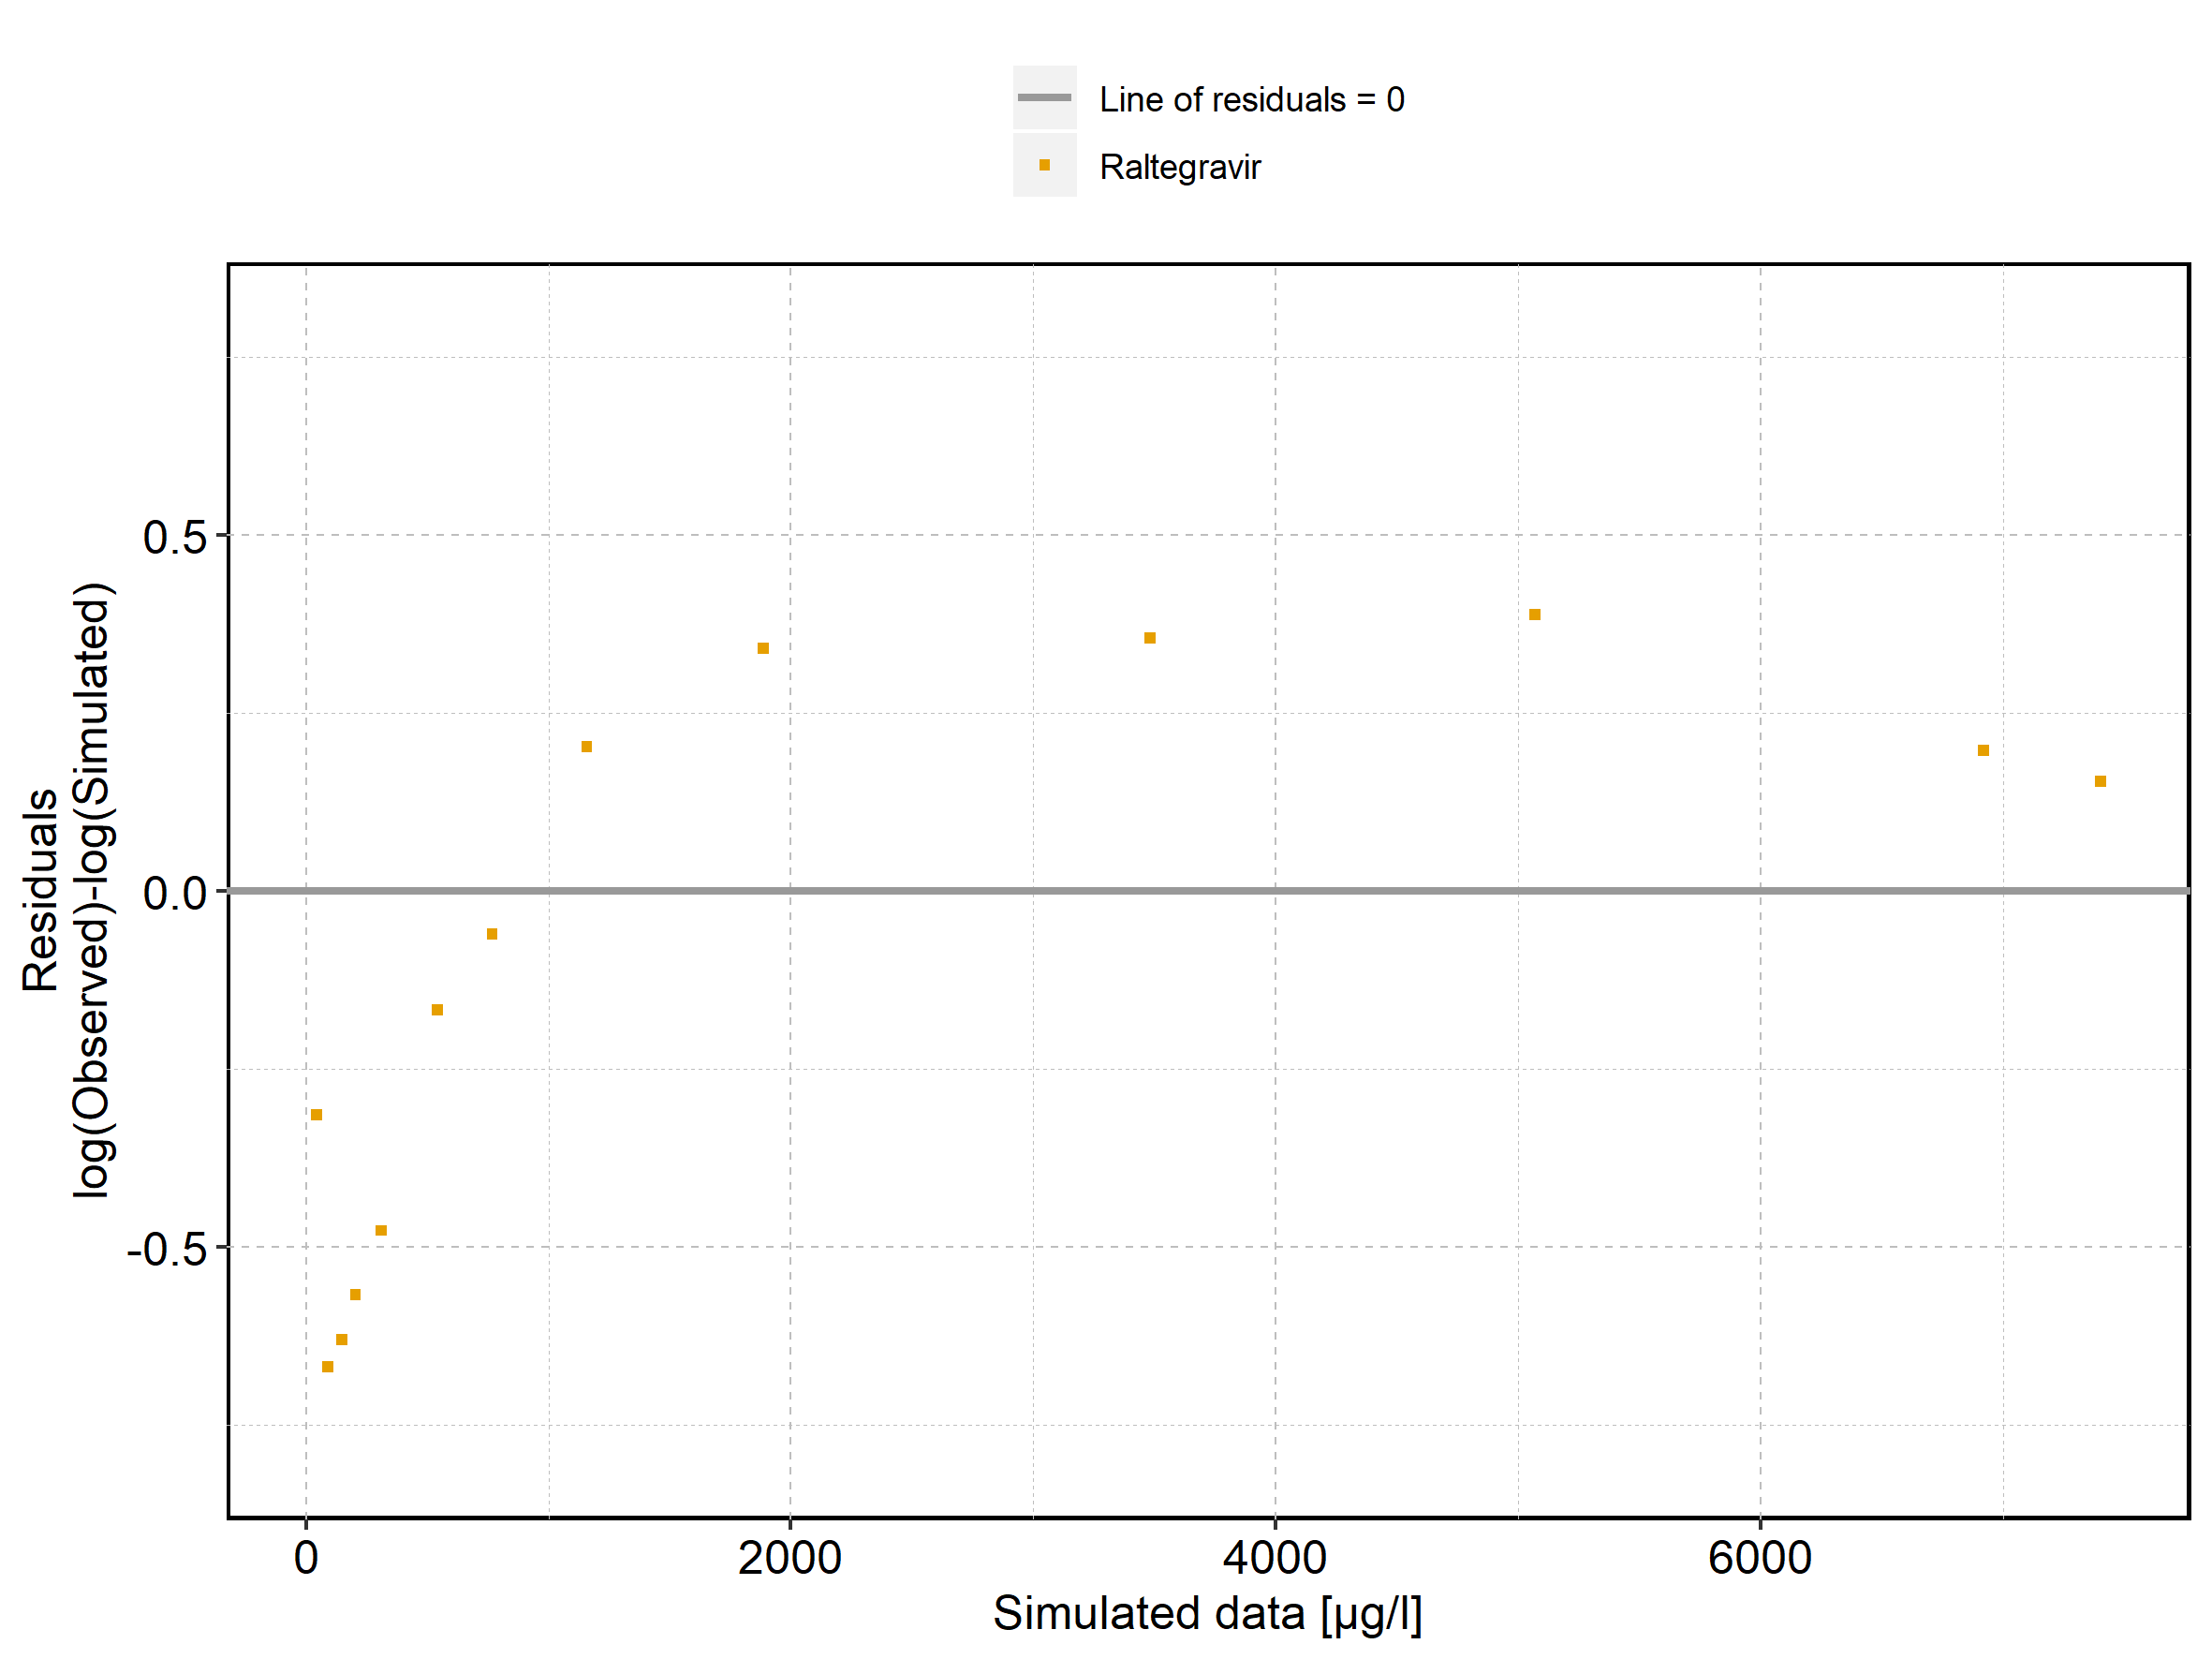 Line of residuals = 0
Raltegravir
Residuals
log(Observed)-log(Simulated)
0.5
0.0
-0.5
0
2000
4000
6000
Simulated data [µg/l]